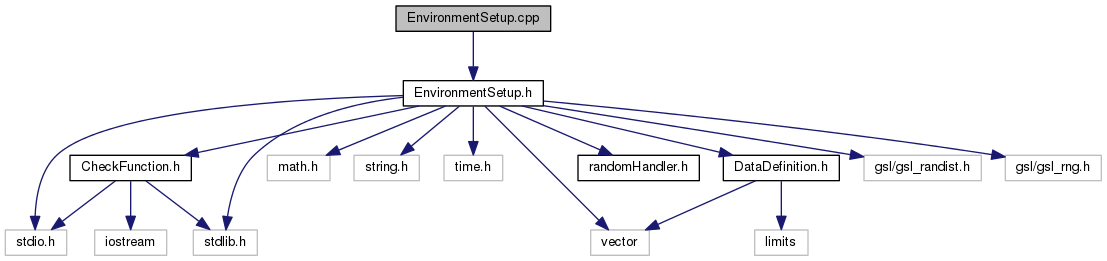 EnvironmentSetup.cpp
EnvironmentSetup.h
CheckFunction.h
math.h
string.h
time.h
randomHandler.h
DataDefinition.h
gsl/gsl_randist.h
gsl/gsl_rng.h
stdio.h
iostream
stdlib.h
vector
limits